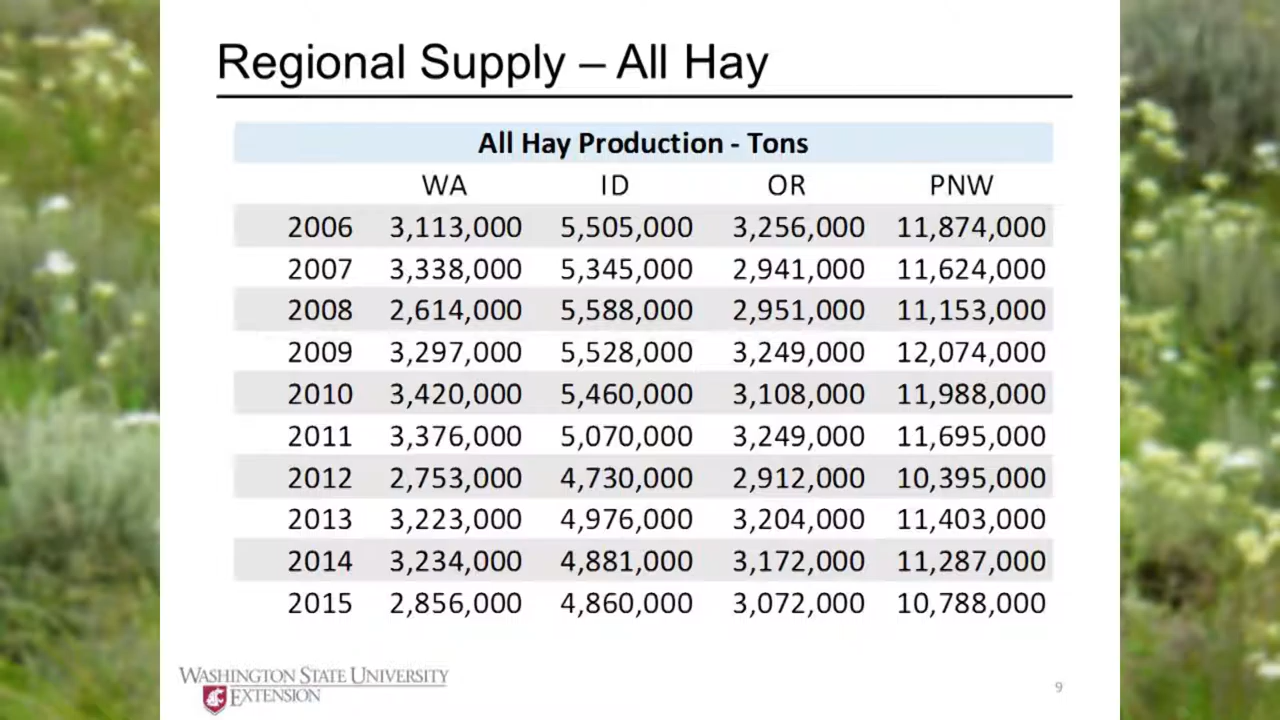 Regional Supply – All Hay
All Hay Production - Tons
WA ID OR PNW
2006 3,113,000 5,505,000 3,256,000 11,874,000
2007 3,338,000 5,345,000 2,941,000 11,624,000
2008 2,614,000 5,588,000 2,951,000 11,153,000
2009 3,297,000 5,528,000 3,249,000 12,074,000
2010 3,420,000 5,460,000 3,108,000 11,988,000
2011 3,376,000 5,070,000 3,249,000 11,695,000
2012 2,753,000 4,730,000 2,912,000 10,395,000
2013 3,223,000 4,976,000 3,204,000 11,403,000
2014 3,234,000 4,881,000 3,172,000 11,287,000
2015 2,856,000 4,860,000 3,072,000 10,788,000
WASHINGTON STATE UNIVERSITY
EXTENSION
9